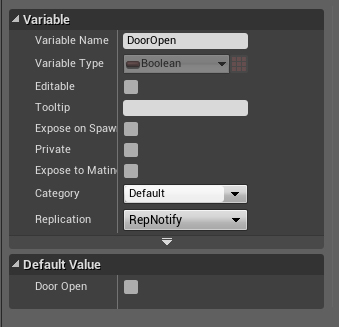 Variable
Variable Name DoorOpen
Variable Type Boolean
Editable
Tooltip
Expose on Spaw
Private
Expose to Matin
Category Default
Replication RepNotify
Default Value
Door Open